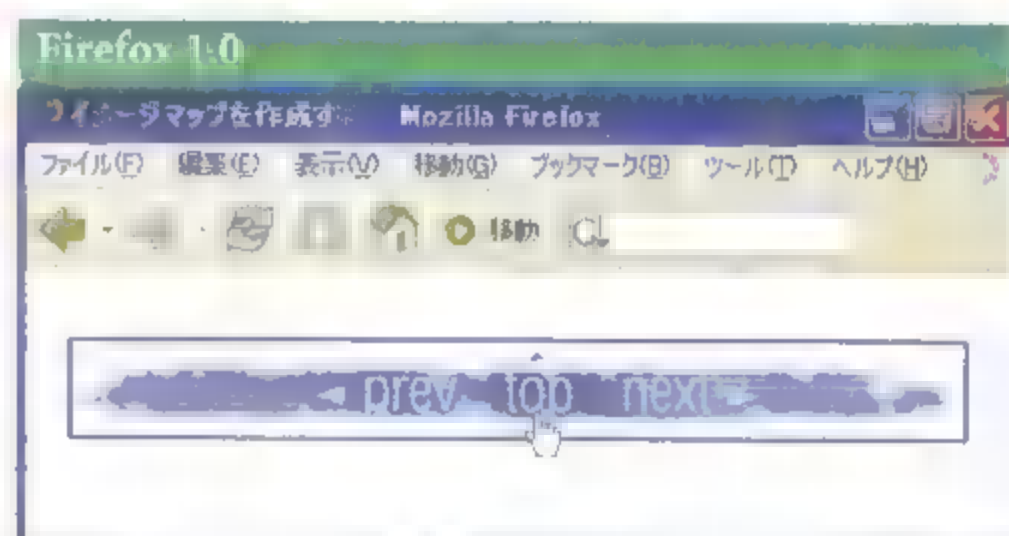 Firefox 1.0
イメージマップを作成する Mozilla Firefox
ファイル(F) 編集(E) 表示(V) 移動(G) ブックマーク(B) ツール(T) ヘルプ(H)
移動
prev top next